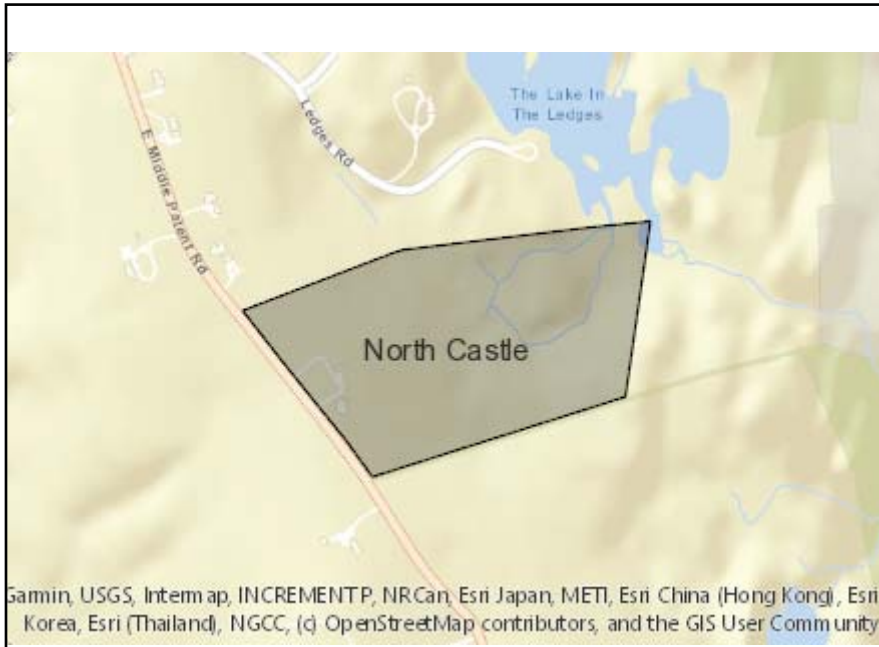 The Lake In
The Ledges
Ledges Rd
E Middle Patent Rd
North Castle
Garmin, USGS, Intermap, INCREMENT P, NRCan, Esri Japan, METI, Esri China (Hong Kong), Esri
Korea, Esri (Thailand), NGCC, (c) OpenStreetMap contributors, and the GIS User Community